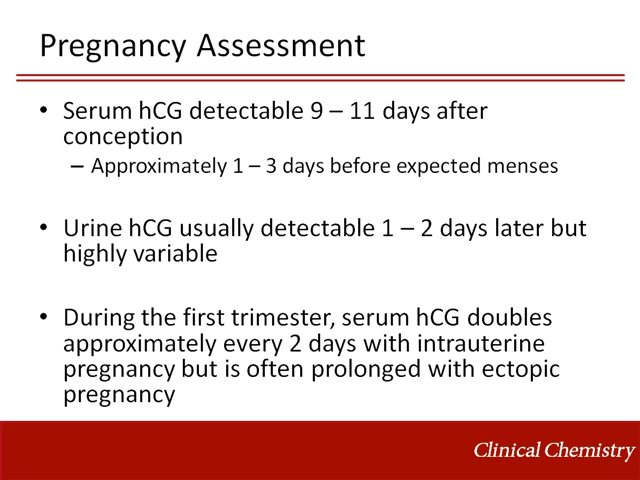 Pregnancy Assessment
• Serum hCG detectable 9 – 11 days after
conception
– Approximately 1 – 3 days before expected menses
• Urine hCG usually detectable 1 – 2 days later but
highly variable
• During the first trimester, serum hCG doubles
approximately every 2 days with intrauterine
pregnancy but is often prolonged with ectopic
pregnancy
Clinical Chemistry